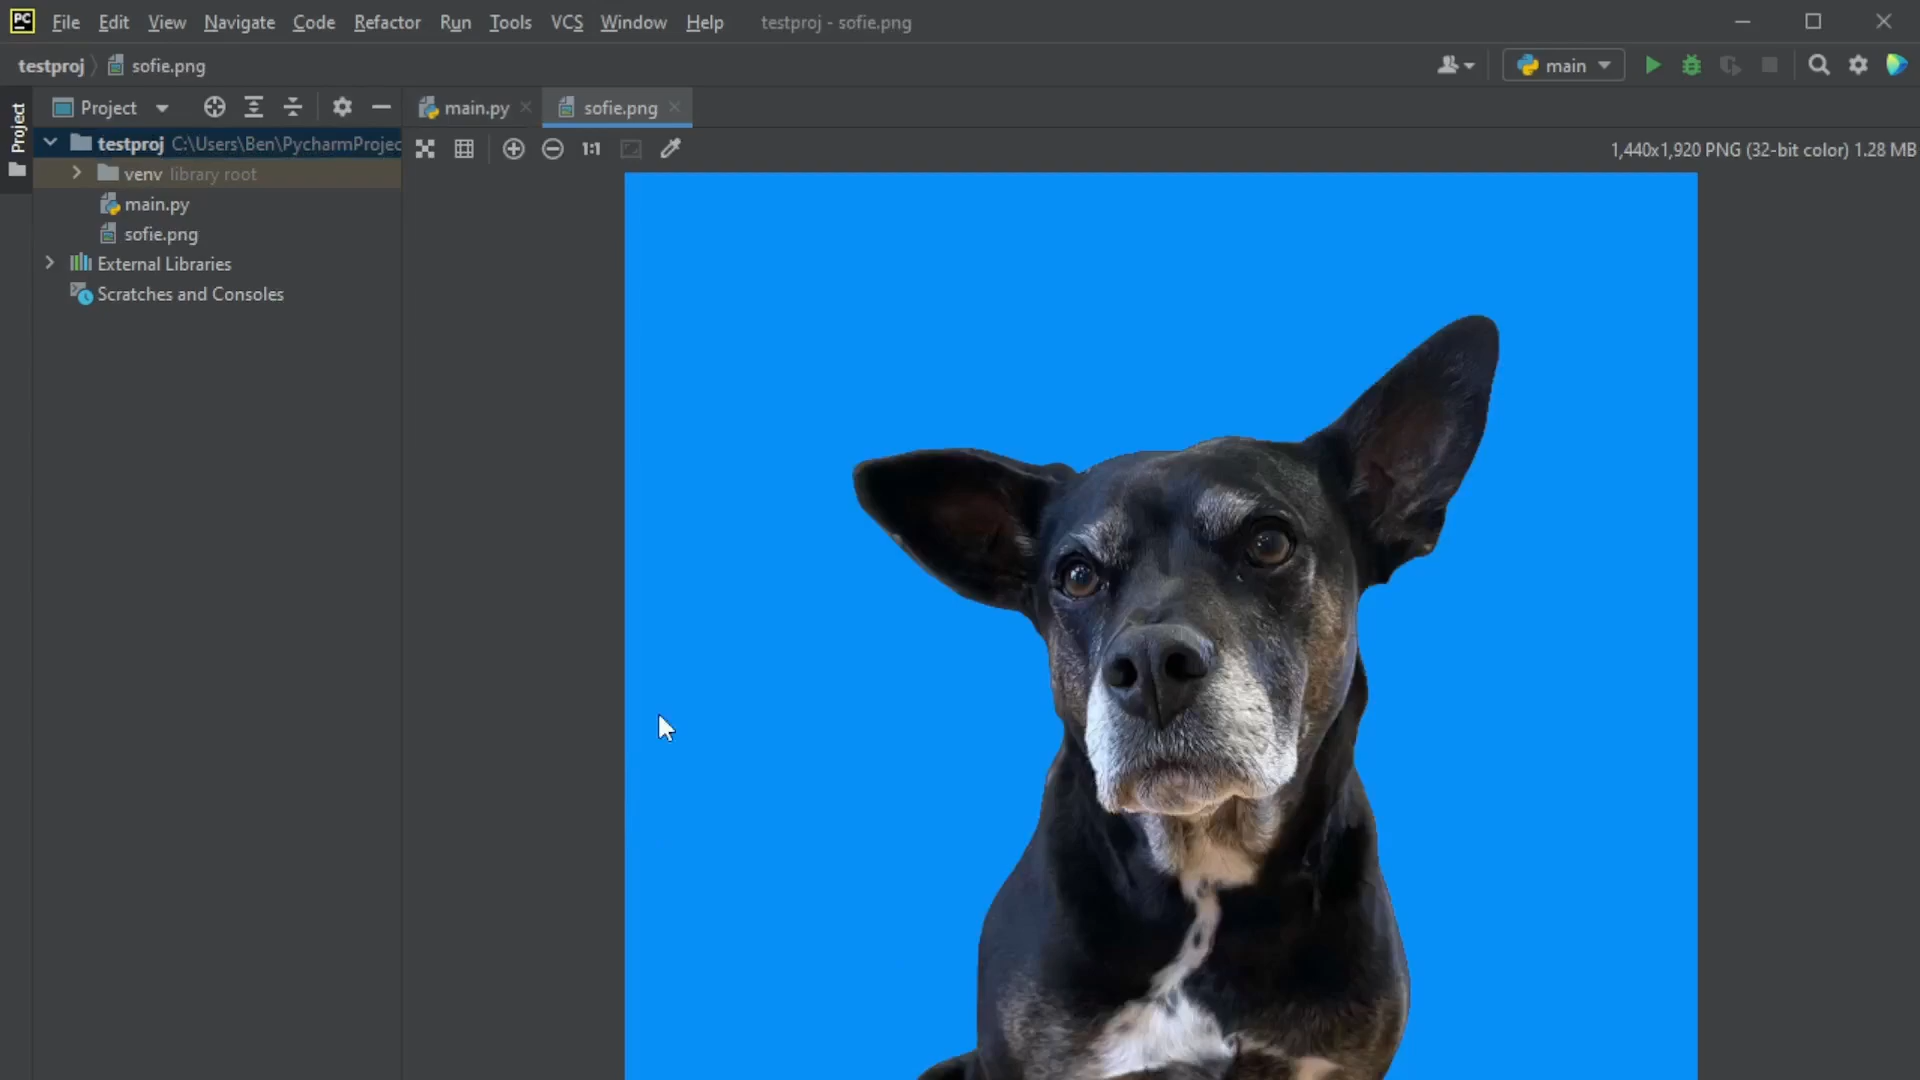 PC File Edit View Navigate Code Refactor Run Tools VCS Window Help testproj - sofie.png
testproj sofie.png main
Project
Project main.py sofie.png
1:1 1,440x1,920 PNG (32-bit color) 1.28 MB
testproj C:\Users\Ben\PycharmProjec
venv library root
main.py
sofie.png
External Libraries
Scratches and Consoles